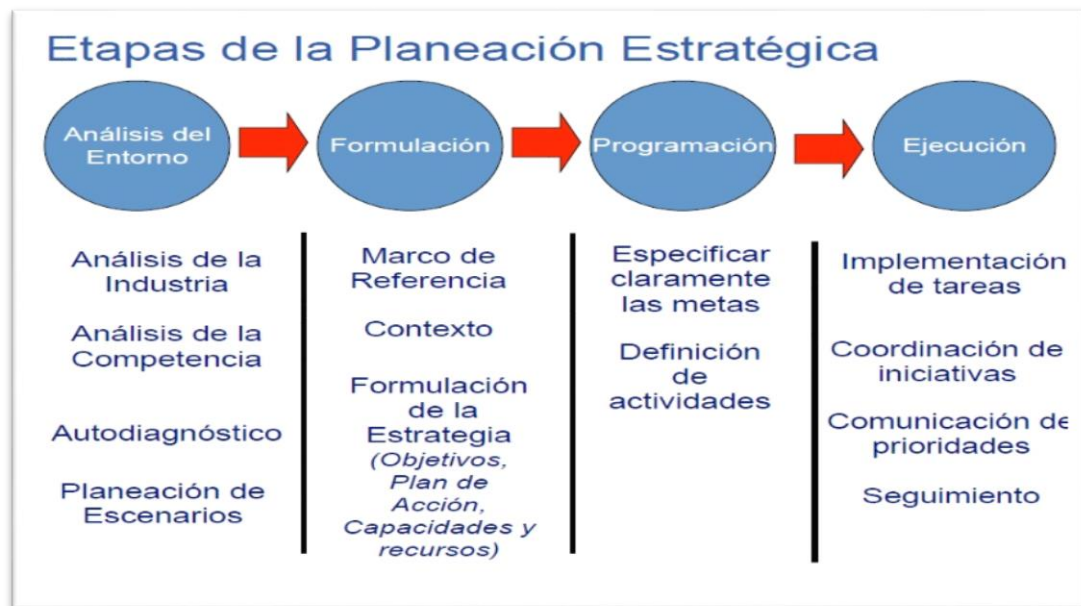 Etapas de la Planeación Estratégica
Análisis del
Entorno
Formulación
Programación
Ejecución
Análisis de la
Industria
Análisis de la
Competencia
Autodiagnóstico
Planeación de
Escenarios
Marco de
Referencia
Contexto
Formulación
de la
Estrategia
(Objetivos,
Plan de
Acción,
Capacidades y
recursos)
Especificar
claramente
las metas
Definición
de
actividades
Implementación
de tareas
Coordinación de
iniciativas
Comunicación de
prioridades
Seguimiento